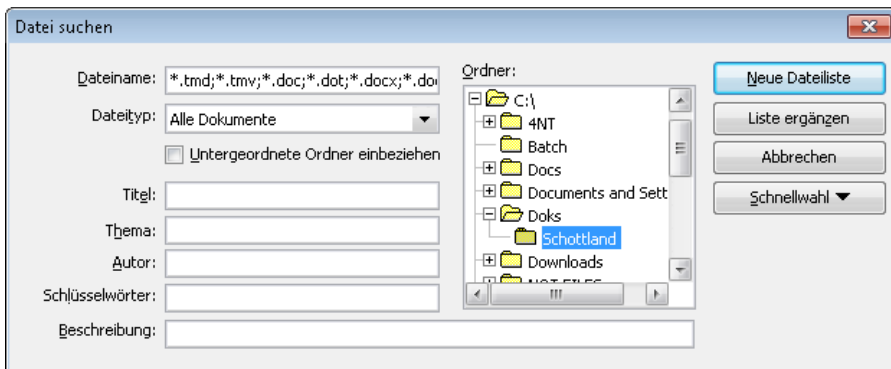 Datei suchen
Dateiname:
*.tmd;*.tmv;*.doc;*.dot;*.docx;*.do
Dateityp:
Alle Dokumente
Untergeordnete Ordner einbeziehen
Titel:
Thema:
Autor:
Schlüsselwörter:
Beschreibung:
Ordner:
C:\
4NT
Batch
Docs
Documents and Sett
Doks
Schottland
Downloads
Neue Dateiliste
Liste ergänzen
Abbrechen
Schnellwahl